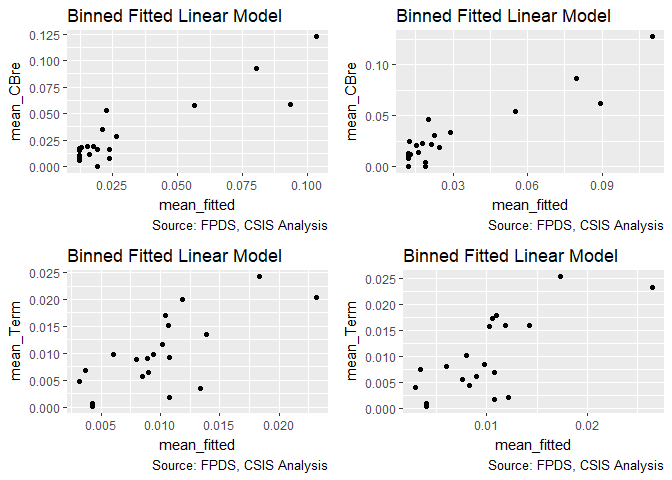 Binned Fitted Linear Model
mean_CBre
0.125
0.100
0.075
0.050
0.025
0.000
0.025
0.050
0.075
0.100
mean_fitted
Source: FPDS, CSIS Analysis
Binned Fitted Linear Model
mean_CBre
0.10
0.05
0.00
0.03
0.06
0.09
mean_fitted
Source: FPDS, CSIS Analysis
Binned Fitted Linear Model
mean_Term
0.025
0.020
0.015
0.010
0.005
0.000
0.005
0.010
0.015
0.020
mean_fitted
Source: FPDS, CSIS Analysis
Binned Fitted Linear Model
mean_Term
0.025
0.020
0.015
0.010
0.005
0.000
0.01
0.02
mean_fitted
Source: FPDS, CSIS Analysis